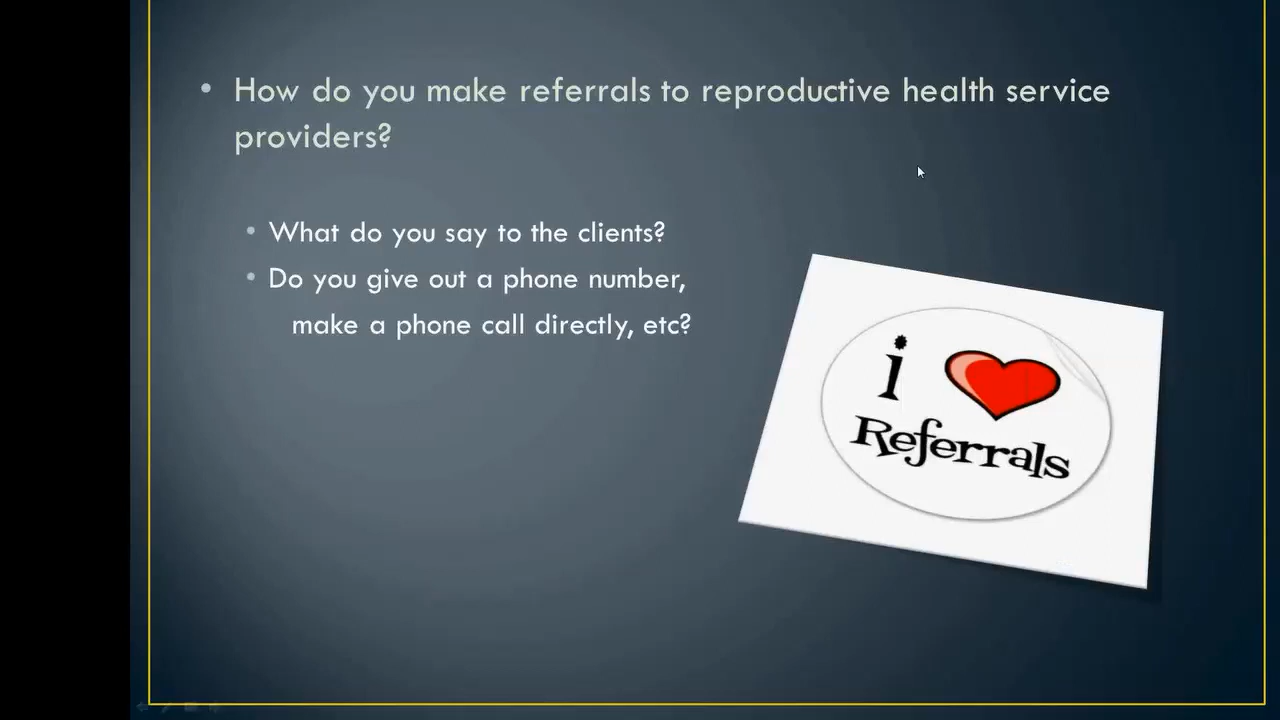 • How do you make referrals to reproductive health service
providers?
• What do you say to the clients?
• Do you give out a phone number,
make a phone call directly, etc?
i
Referrals